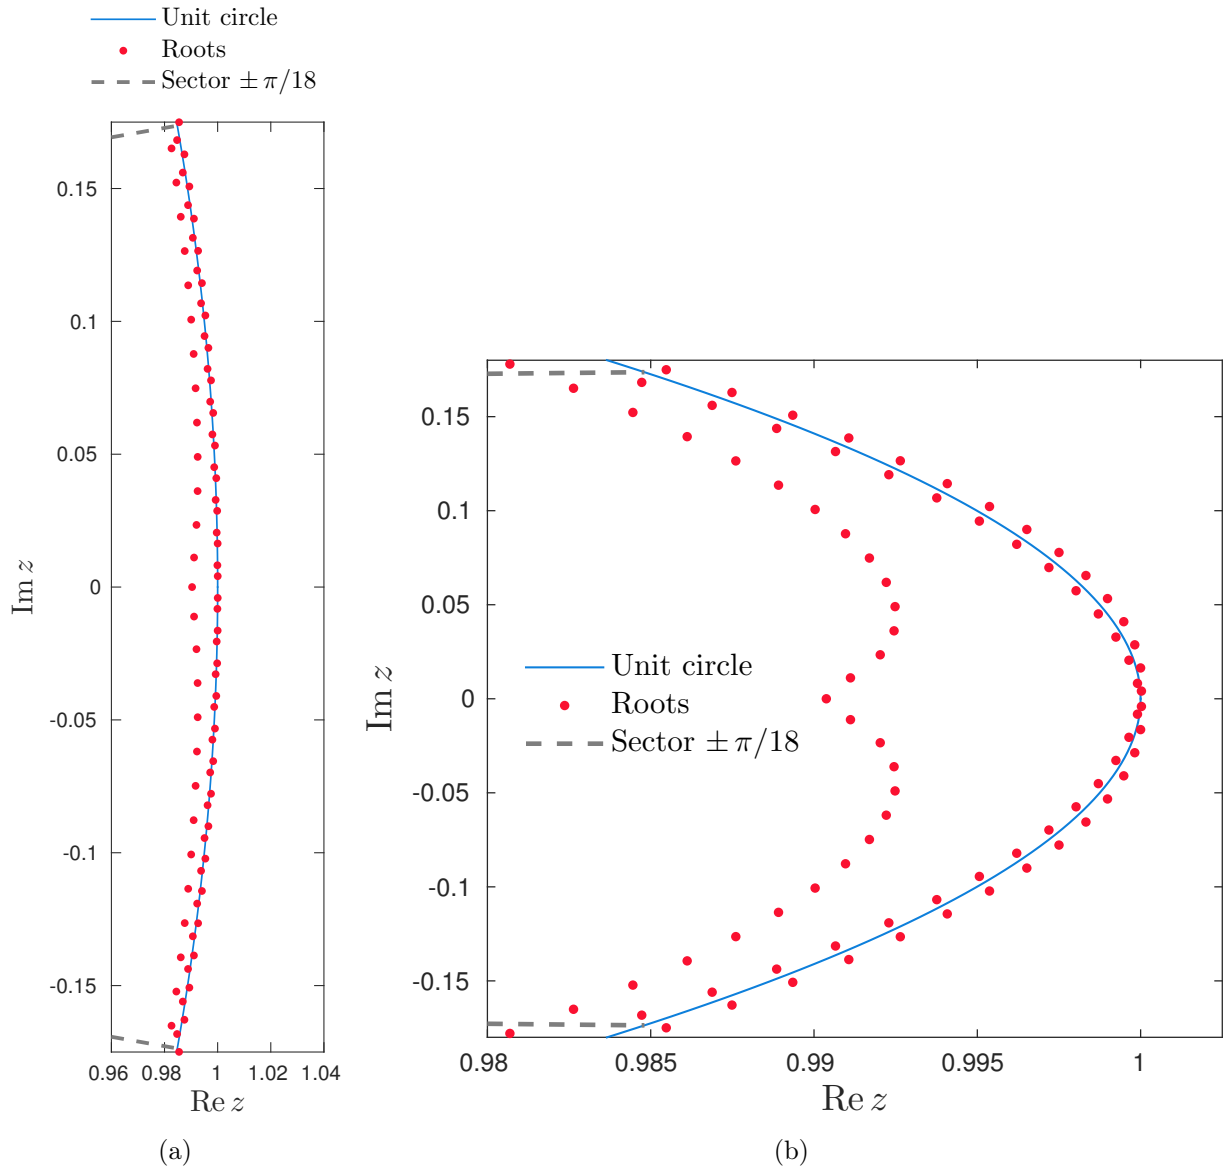 Unit circle
Roots
Sector ± π/18
0.15
0.1
0.05
0
-0.05
-0.1
-0.15
0.96 0.98 1 1.02 1.04
Im z
Re z
(a)
0.15
0.1
0.05
0
-0.05
-0.1
-0.15
Unit circle
Roots
Sector ± π/18
0.98 0.985 0.99 0.995 1
Im z
Re z
(b)